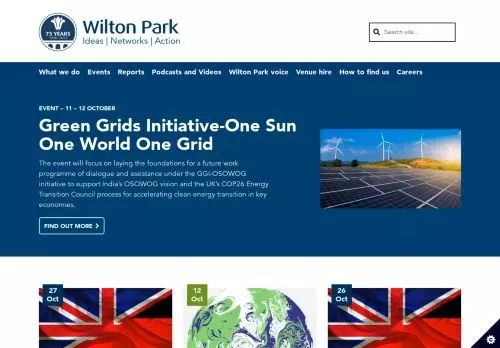 75 YEARS
Wilton Park
Ideas | Networks | Action
Search site...
What we do Events Reports Podcasts and Videos Wilton Park voice Venue hire How to find us Careers
EVENT – 11 – 12 OCTOBER
Green Grids Initiative-One Sun
One World One Grid
The event will focus on laying the foundations for a future work
programme of dialogue and assistance under the GGI-OSOWOG
initiative to support India's OSOWOG vision and the UK's COP26 Energy
Transition Council process for accelerating clean energy transition in key
economies.
FIND OUT MORE
27 12 26
Oct Oct Oct